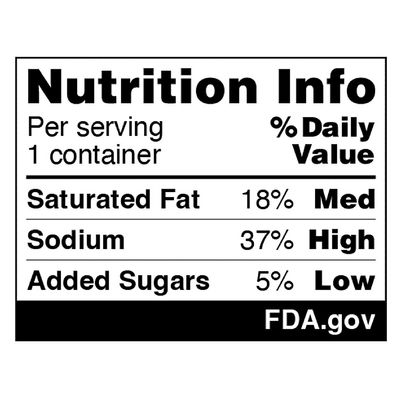 Nutrition Info
Per serving
1 container
% Daily
Value
Saturated Fat 18% Med
Sodium 37% High
Added Sugars 5% Low
FDA.gov